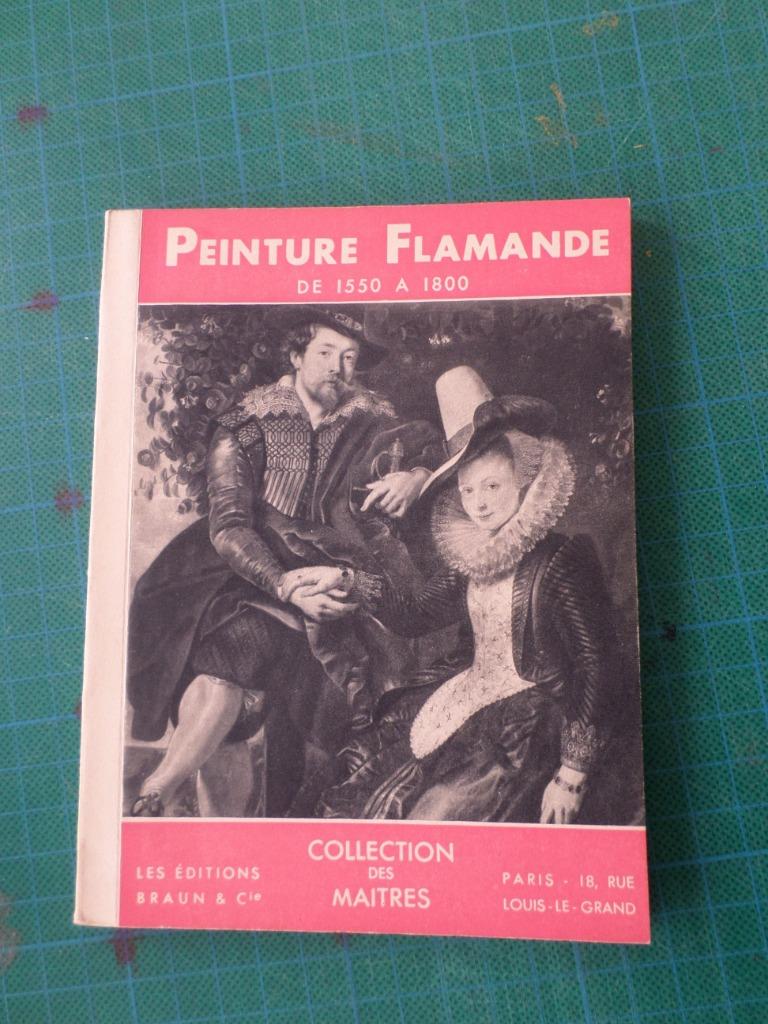 PEINTURE FLAMANDE
DE 1550 A 1800
LES ÉDITIONS
BRAUN & Cie
COLLECTION
DES
MAITRES
PARIS - 18, RUE
LOUIS-LE-GRAND